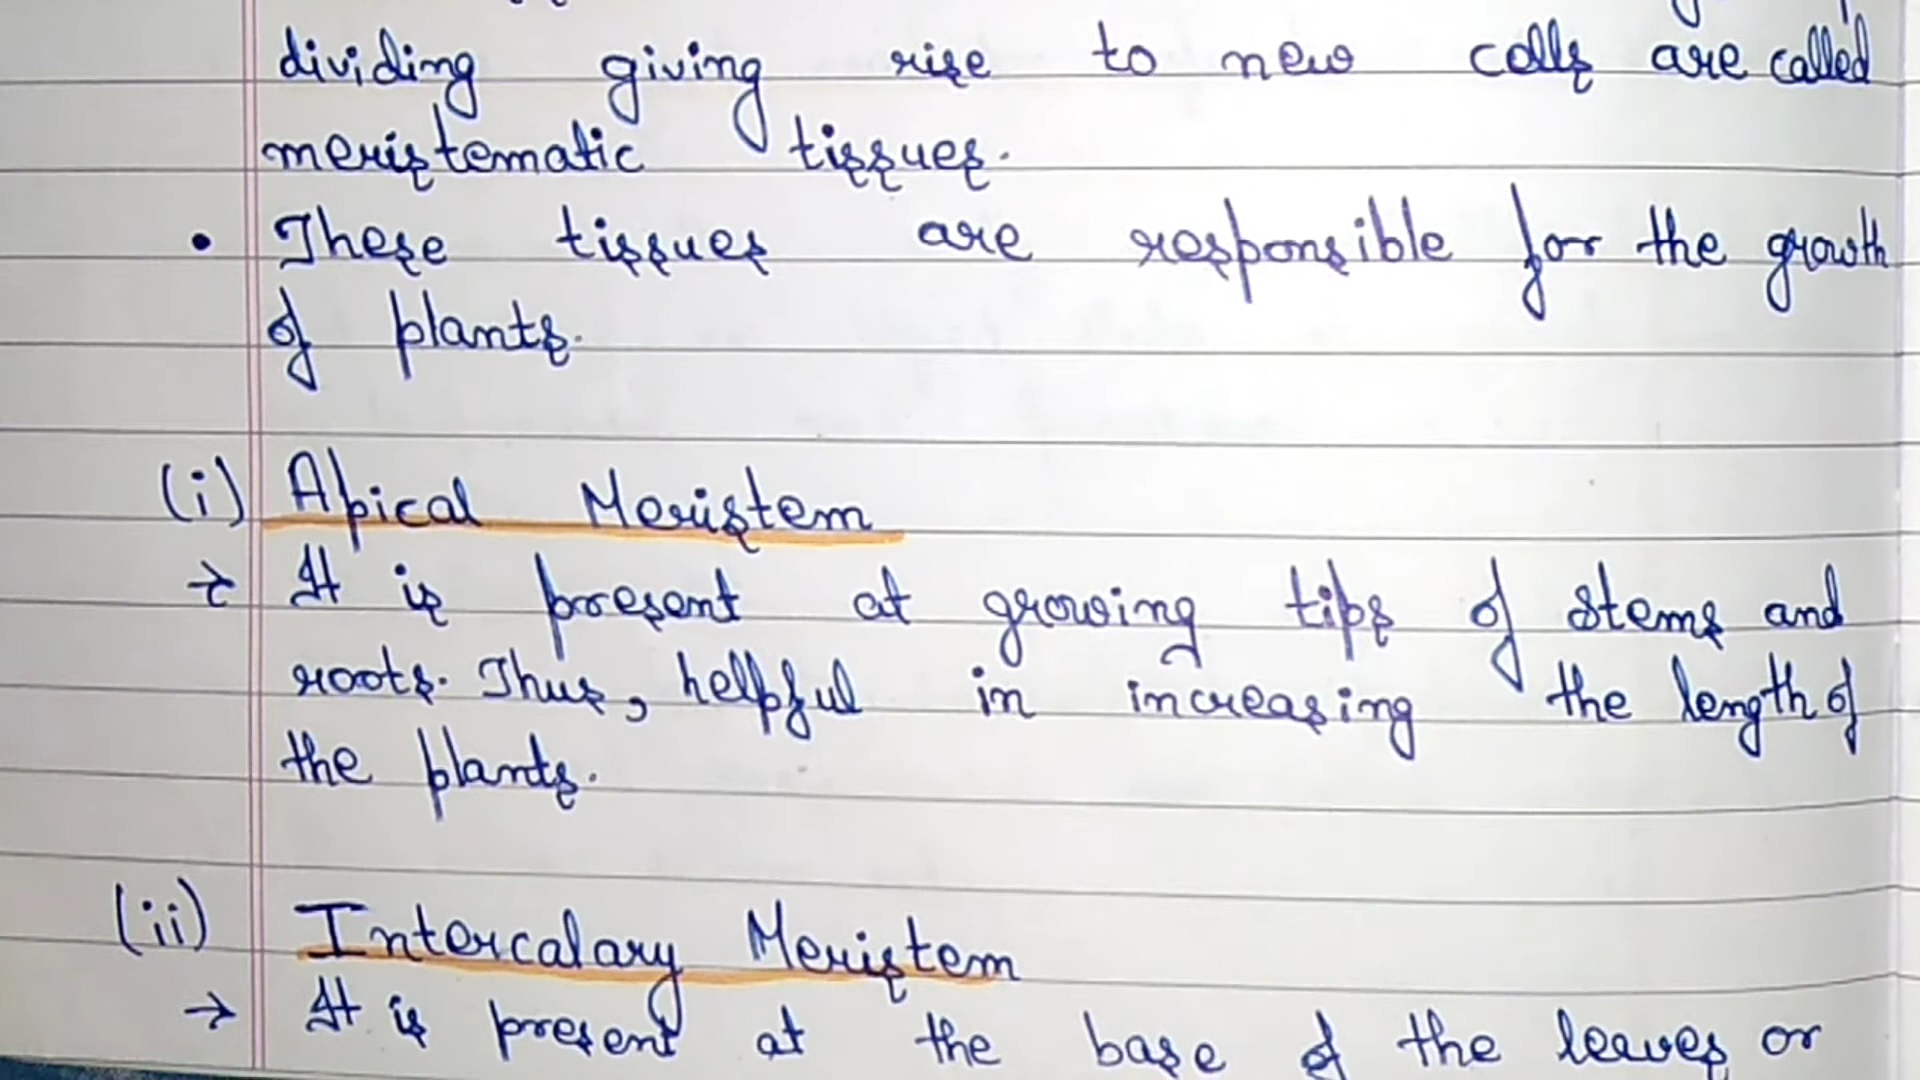 dividing giving rise to new cells are called
meristematic tissues.
• These tissues are responsible for the growth
of plants.
(i) Apical Meristem
→ It is present at growing tips of stems and
roots. Thus, helpful in increasing the length of
the plants.
(ii) Intercalary Meristem
→ It is present at the base of the leaves or